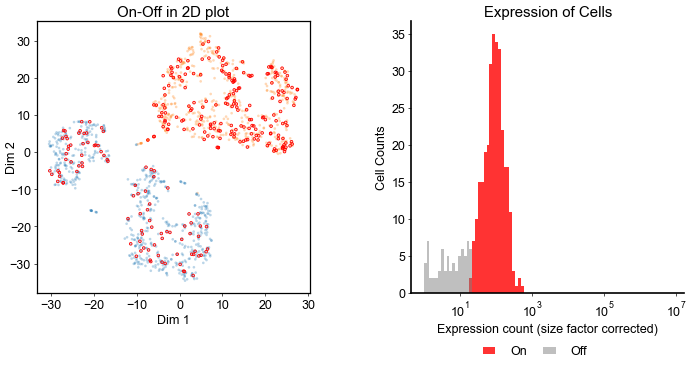 On-Off in 2D plot
30
20
10
0
−10
−20
−30
Dim 2
−30 −20 −10 0 10 20 30
Dim 1
Expression of Cells
35
30
25
20
15
10
5
0
Cell Counts
10^1 10^3 10^5 10^7
Expression count (size factor corrected)
On Off